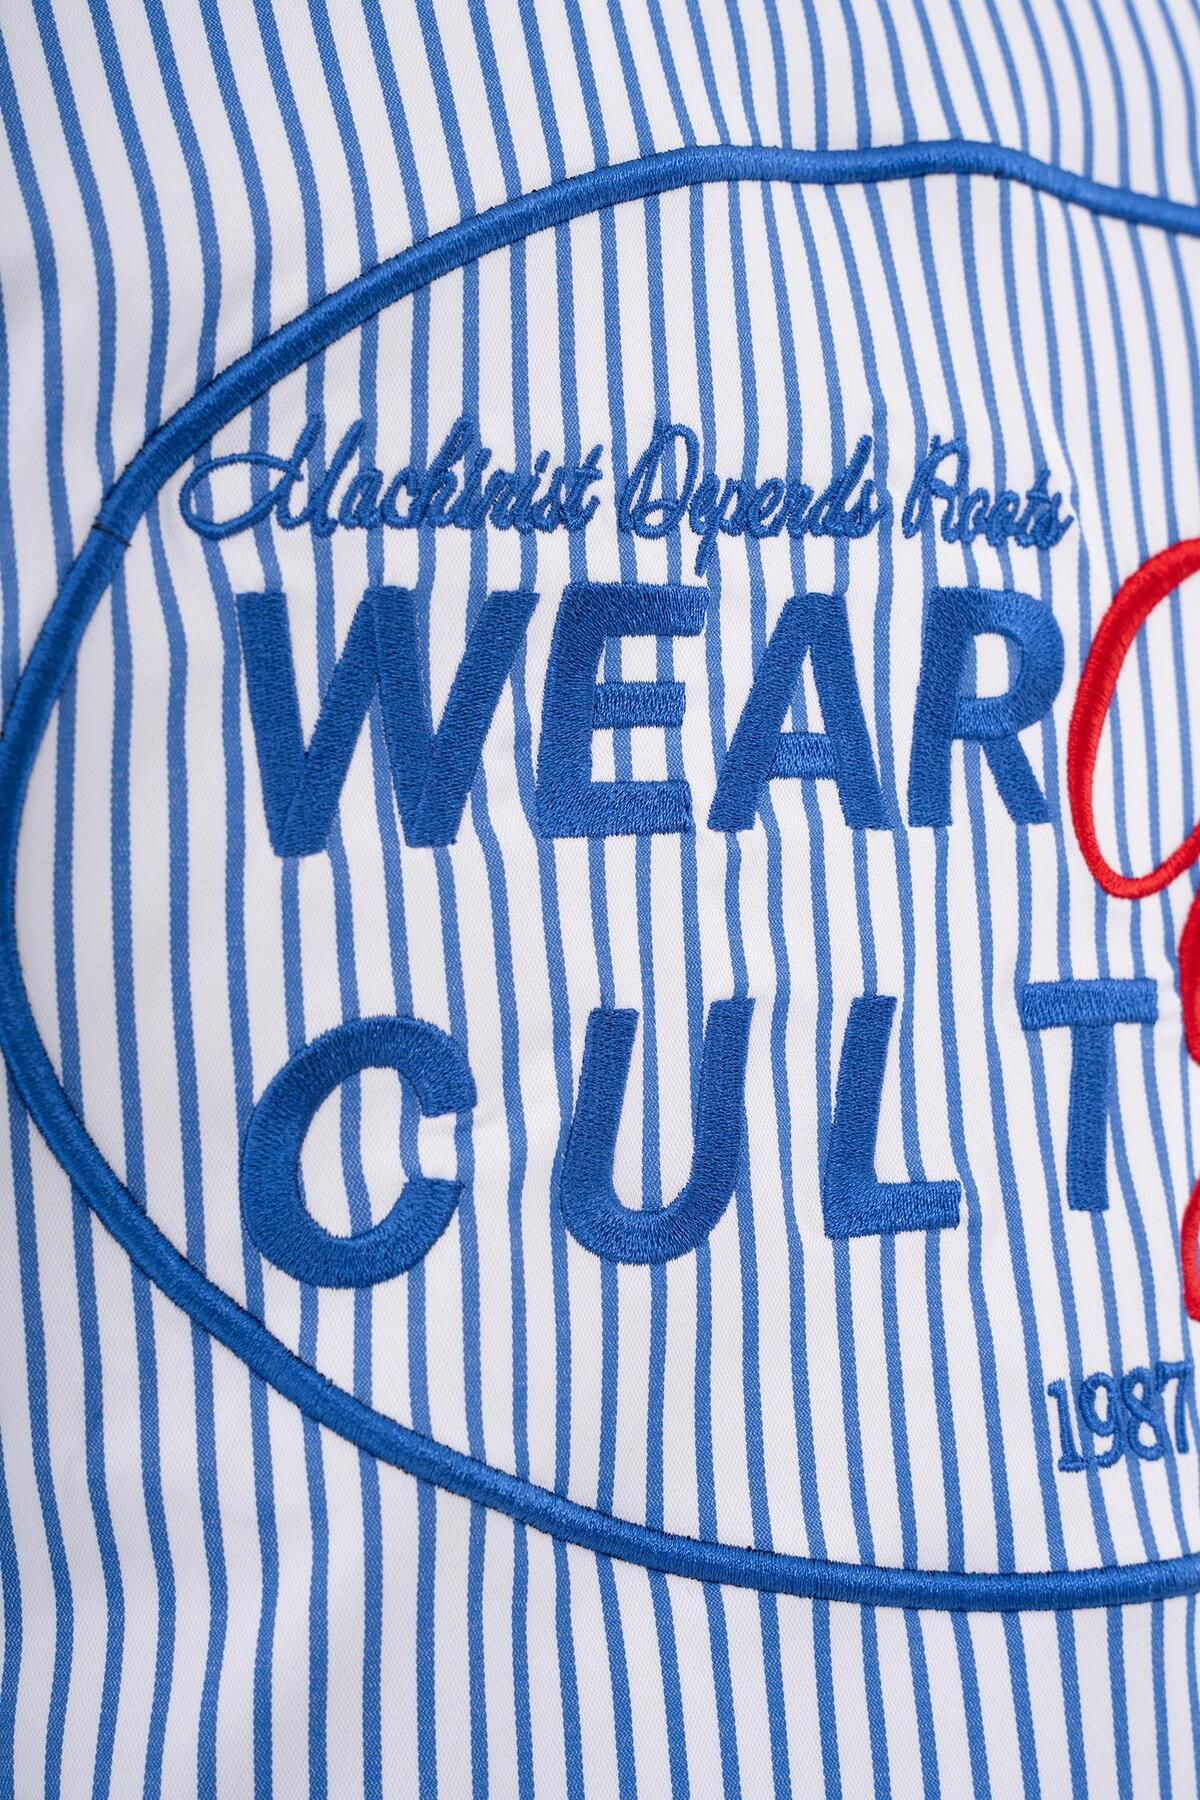 Machinist Depends Roots
WEAR
CULT
1987